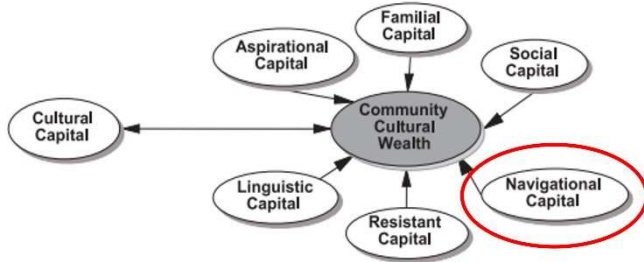 Familial
Capital
Aspirational
Capital
Social
Capital
Community
Cultural
Wealth
Cultural
Capital
Linguistic
Capital
Navigational
Capital
Resistant
Capital